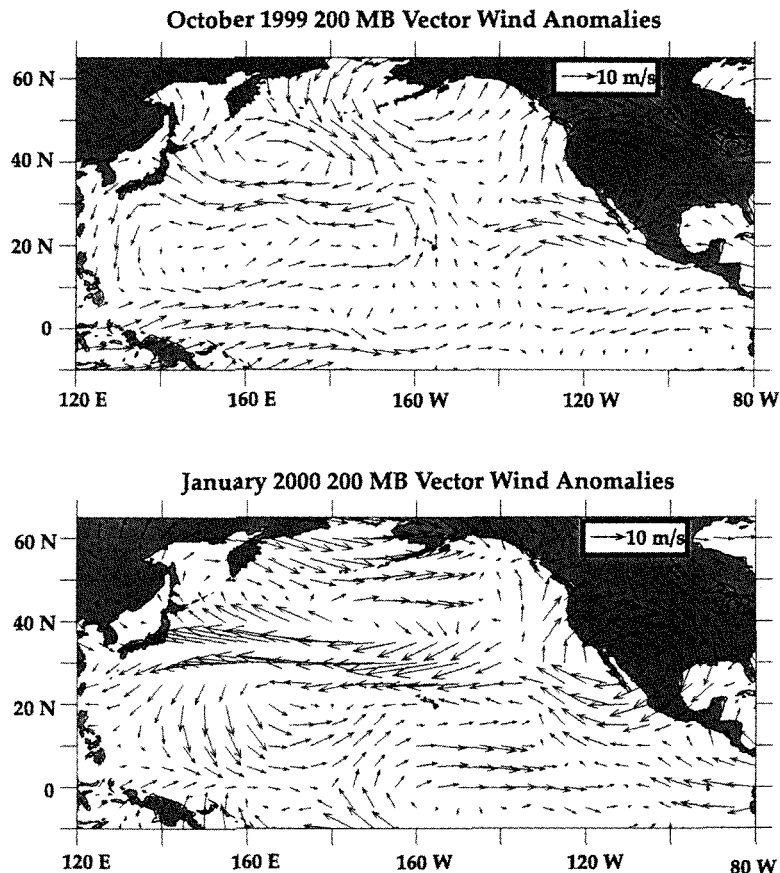 October 1999 200 MB Vector Wind Anomalies
10 m/s
60 N
40 N
20 N
0
120 E 160 E 160 W 120 W 80 W
January 2000 200 MB Vector Wind Anomalies
10 m/s
60 N
40 N
20 N
0
120 E 160 E 160 W 120 W 80 W